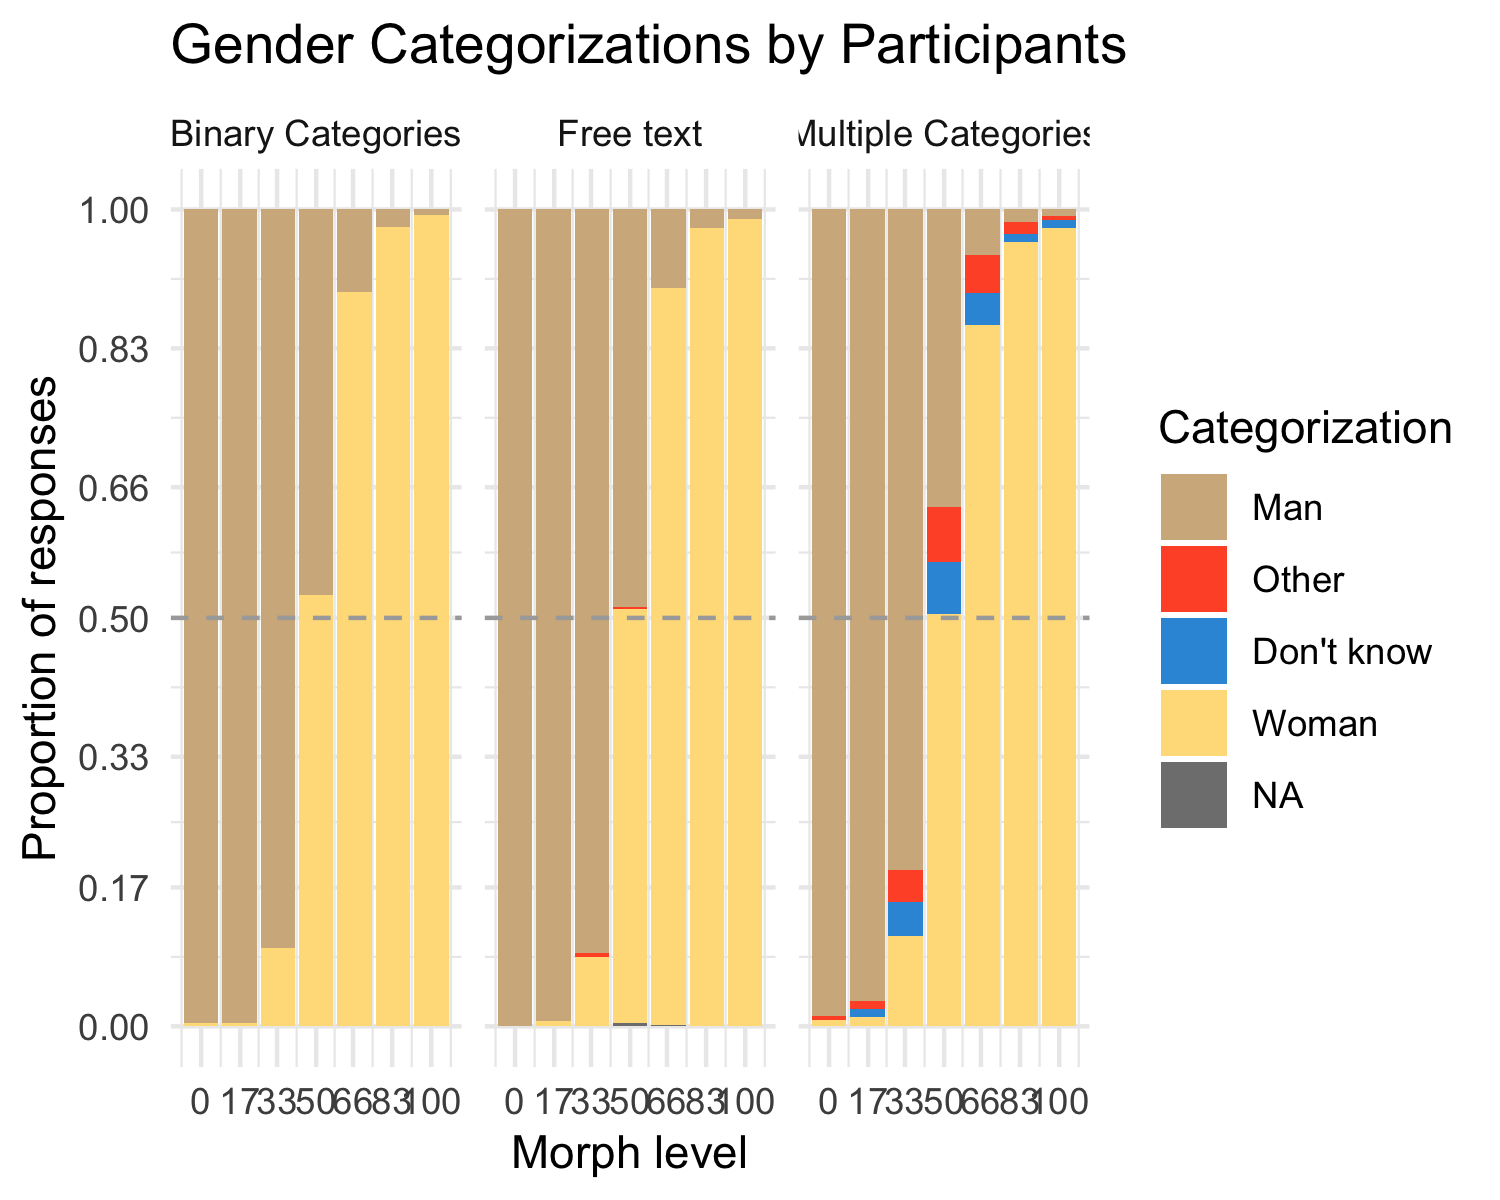 Gender Categorizations by Participants
Binary Categories
Free text
Multiple Categories
1.00
0.83
0.66
0.50
0.33
0.17
0.00
Proportion of responses
0 17 33 50 66 83 100
0 17 33 50 66 83 100
0 17 33 50 66 83 100
Morph level
Categorization
Man
Other
Don't know
Woman
NA